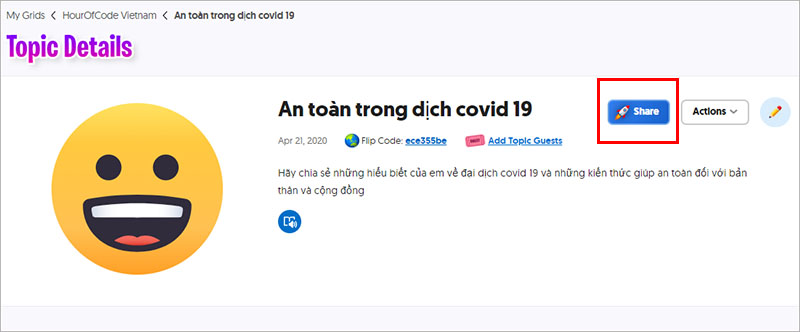 My Grids < HourOfCode Vietnam < An toàn trong dịch covid 19
Topic Details
An toàn trong dịch covid 19
Share
Actions
Apr 21, 2020 Flip Code: ece355be Add Topic Guests
Hãy chia sẻ những hiểu biết của em về đại dịch covid 19 và những kiến thức giúp an toàn đối với bản
thân và cộng đồng